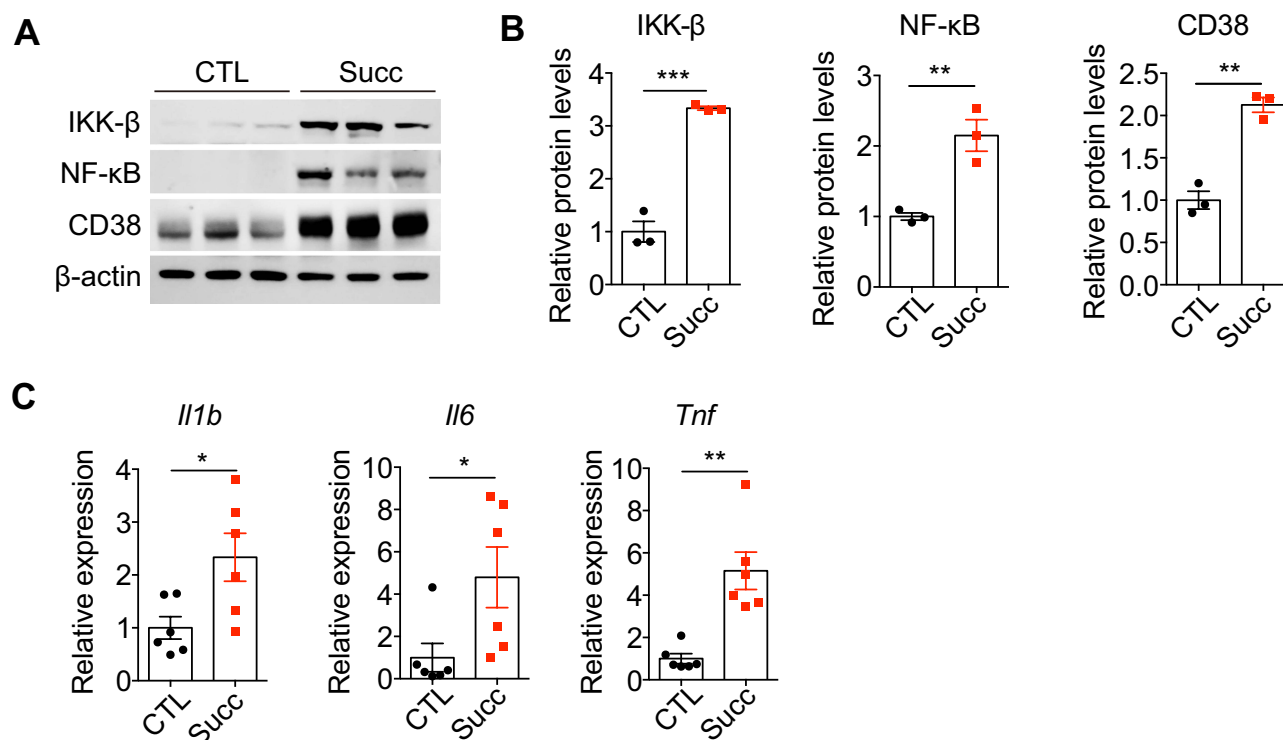 A
CTL Succ
IKK-β
NF-κB
CD38
β-actin
B
IKK-β
Relative protein levels
4
3
2
1
0
***
CTL
Succ
NF-κB
Relative protein levels
3
2
1
0
**
CTL
Succ
CD38
Relative protein levels
2.5
2.0
1.5
1.0
0.5
0.0
**
CTL
Succ
C
Il1b
Relative expression
4
3
2
1
0
*
CTL
Succ
Il6
Relative expression
10
8
6
4
2
0
*
CTL
Succ
Tnf
Relative expression
10
8
6
4
2
0
**
CTL
Succ